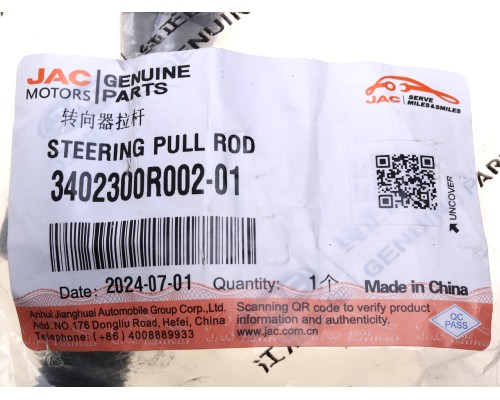 JAC MOTORS
GENUINE PARTS
JAC
SERVE MILES&SMILES
转向器拉杆
STEERING PULL ROD
3402300R002-01
UNCOVER
Date: 2024-07-01 Quantity: 1个 Made in China
Anhui Jianghuai Automobile Group Corp.,Ltd.
Add.:NO.176 Dongliu Road, Hefei, China
Telephone: (+86)4008889933
Scanning QR code to verify product
information and authenticity.
www.jac.com.cn
QC
PASS